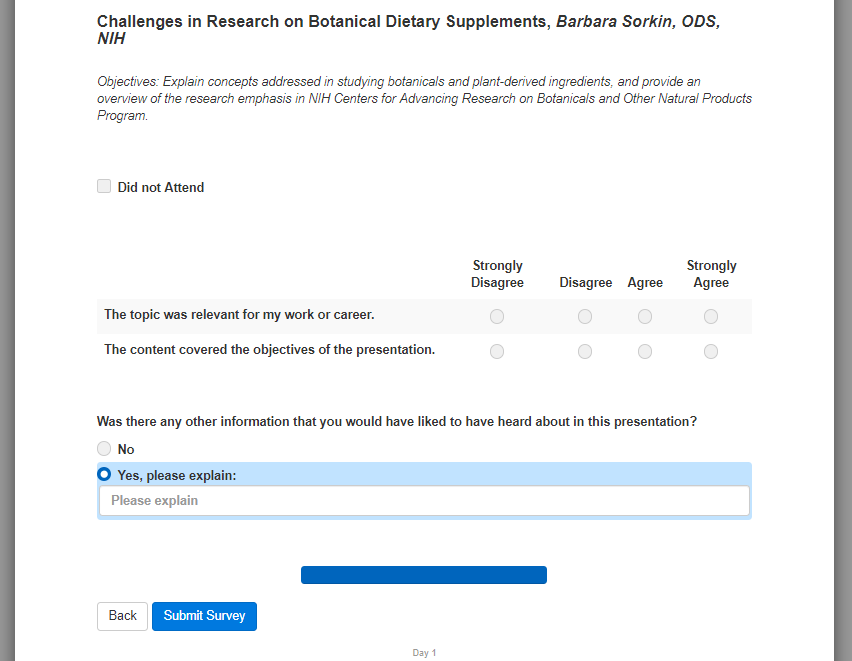 Challenges in Research on Botanical Dietary Supplements, Barbara Sorkin, ODS,
NIH
Objectives: Explain concepts addressed in studying botanicals and plant-derived ingredients, and provide an
overview of the research emphasis in NIH Centers for Advancing Research on Botanicals and Other Natural Products
Program.
Did not Attend
Strongly Disagree Disagree Agree Strongly Agree
The topic was relevant for my work or career.
The content covered the objectives of the presentation.
Was there any other information that you would have liked to have heard about in this presentation?
No
Yes, please explain:
Please explain
Back Submit Survey
Day 1